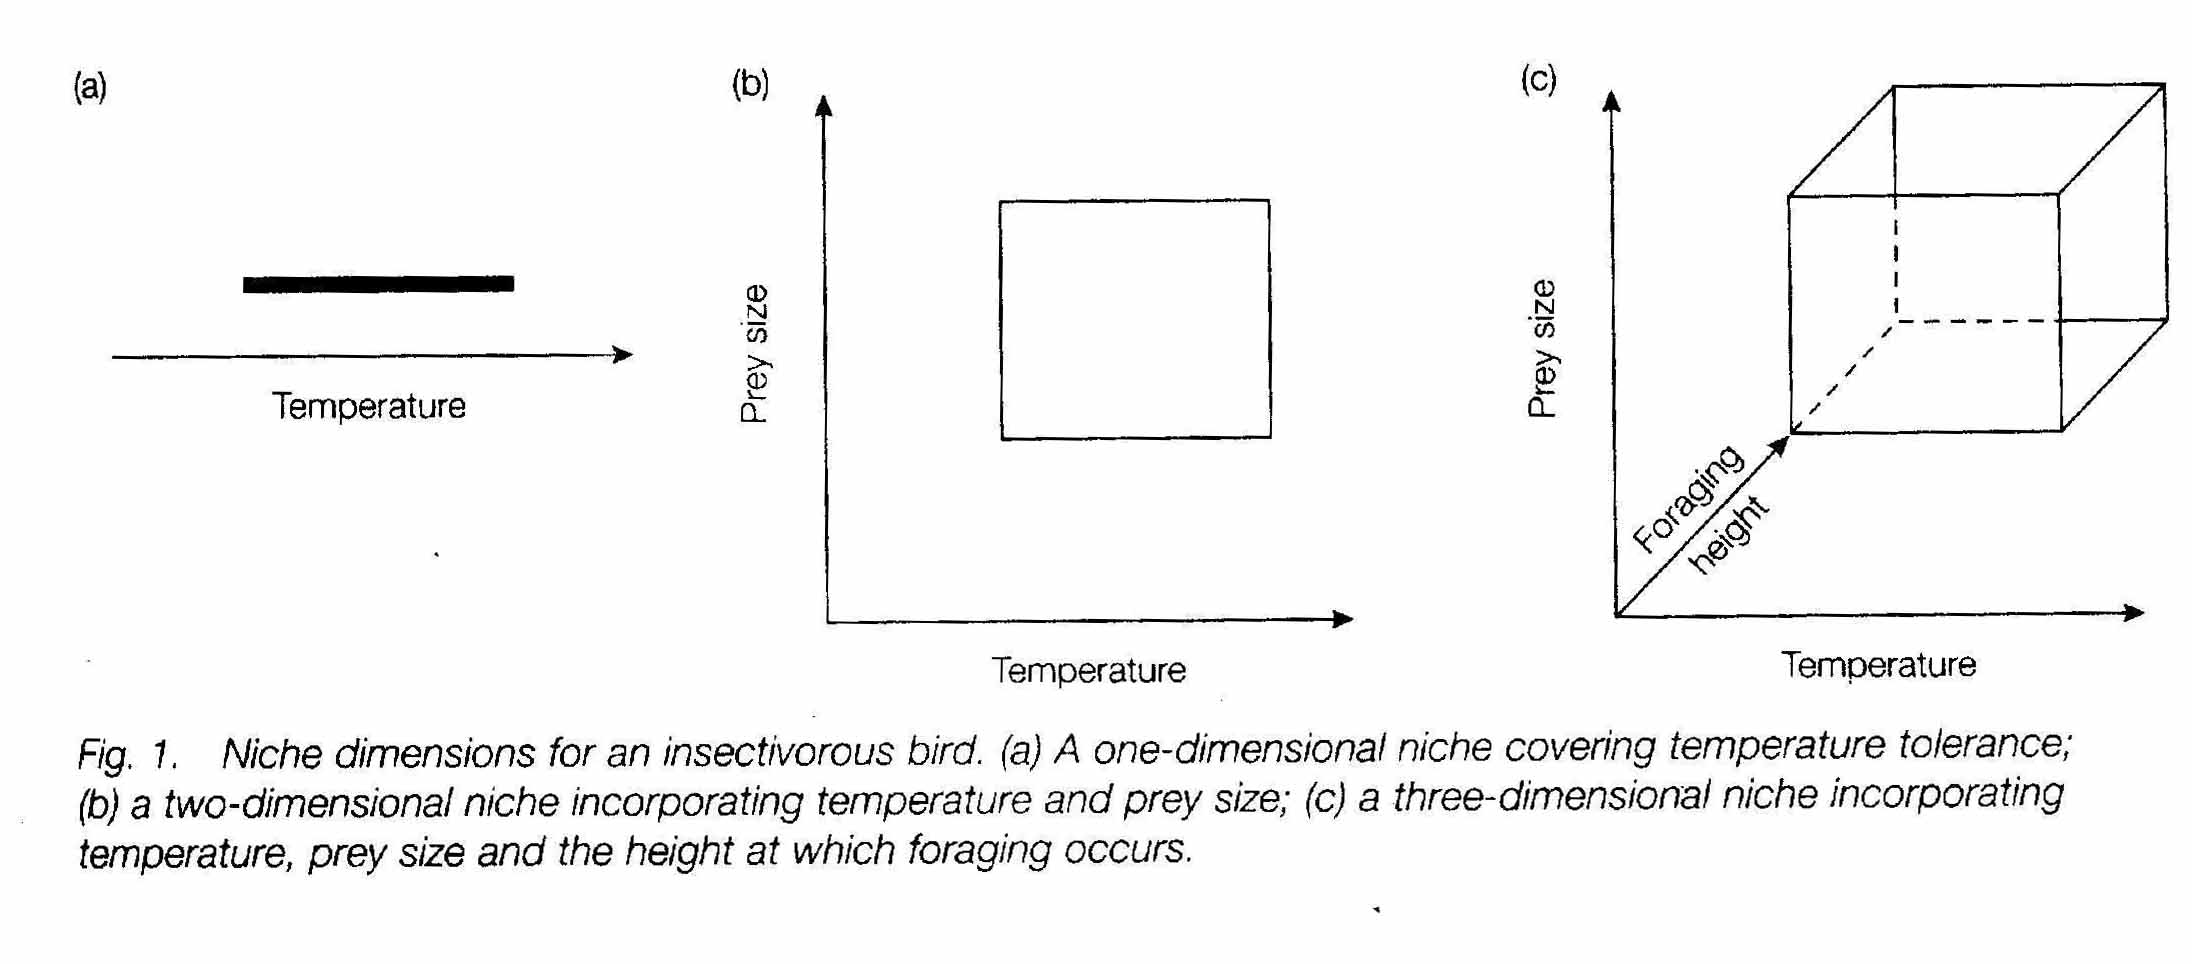 (a)
Temperature
(b)
Prey size
Temperature
(c)
Prey size
Foraging
height
Temperature
Fig. 1. Niche dimensions for an insectivorous bird. (a) A one-dimensional niche covering temperature tolerance;
(b) a two-dimensional niche incorporating temperature and prey size; (c) a three-dimensional niche incorporating
temperature, prey size and the height at which foraging occurs.